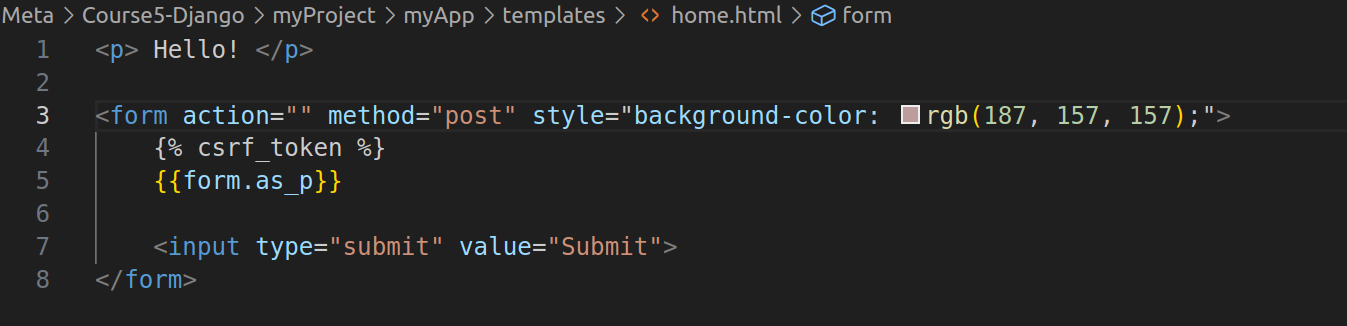 Meta > Course5-Django > myProject > myApp > templates > <> home.html > form
1 <p> Hello! </p>
2
3 <form action="" method="post" style="background-color: rgb(187, 157, 157);">
4 {% csrf_token %}
5 {{form.as_p}}
6
7 <input type="submit" value="Submit">
8 </form>